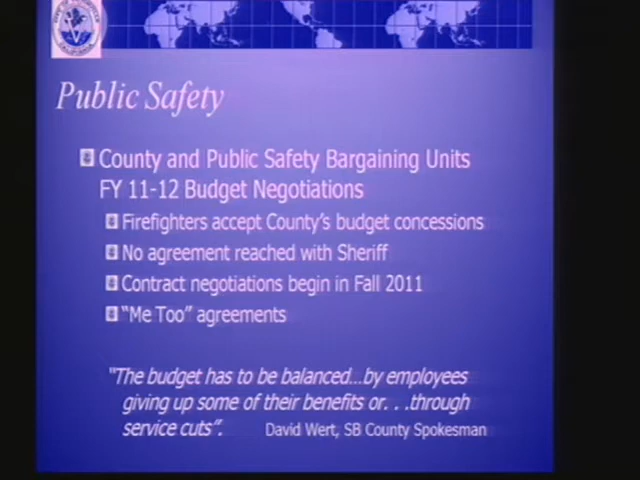 CALIFORNIA
Public Safety
County and Public Safety Bargaining Units
FY 11-12 Budget Negotiations
Firefighters accept County's budget concessions
No agreement reached with Sheriff
Contract negotiations begin in Fall 2011
“Me Too” agreements
"The budget has to be balanced...by employees
giving up some of their benefits or. . .through
service cuts”. David Wert, SB County Spokesman